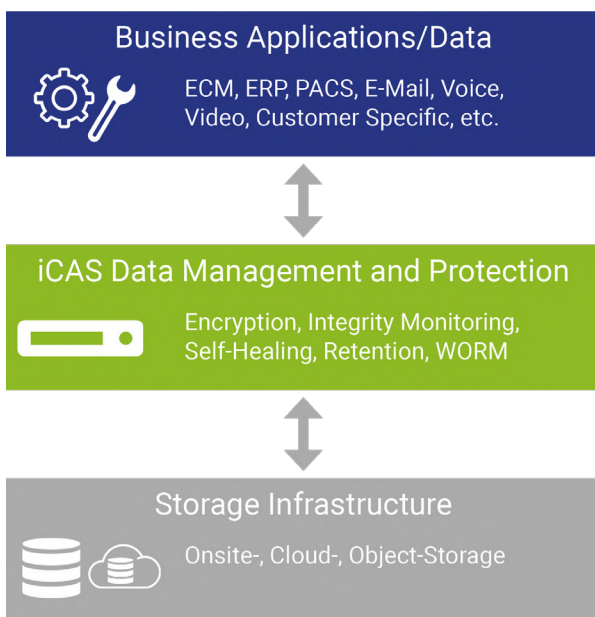 Business Applications/Data
ECM, ERP, PACS, E-Mail, Voice,
Video, Customer Specific, etc.
iCAS Data Management and Protection
Encryption, Integrity Monitoring,
Self-Healing, Retention, WORM
Storage Infrastructure
Onsite-, Cloud-, Object-Storage